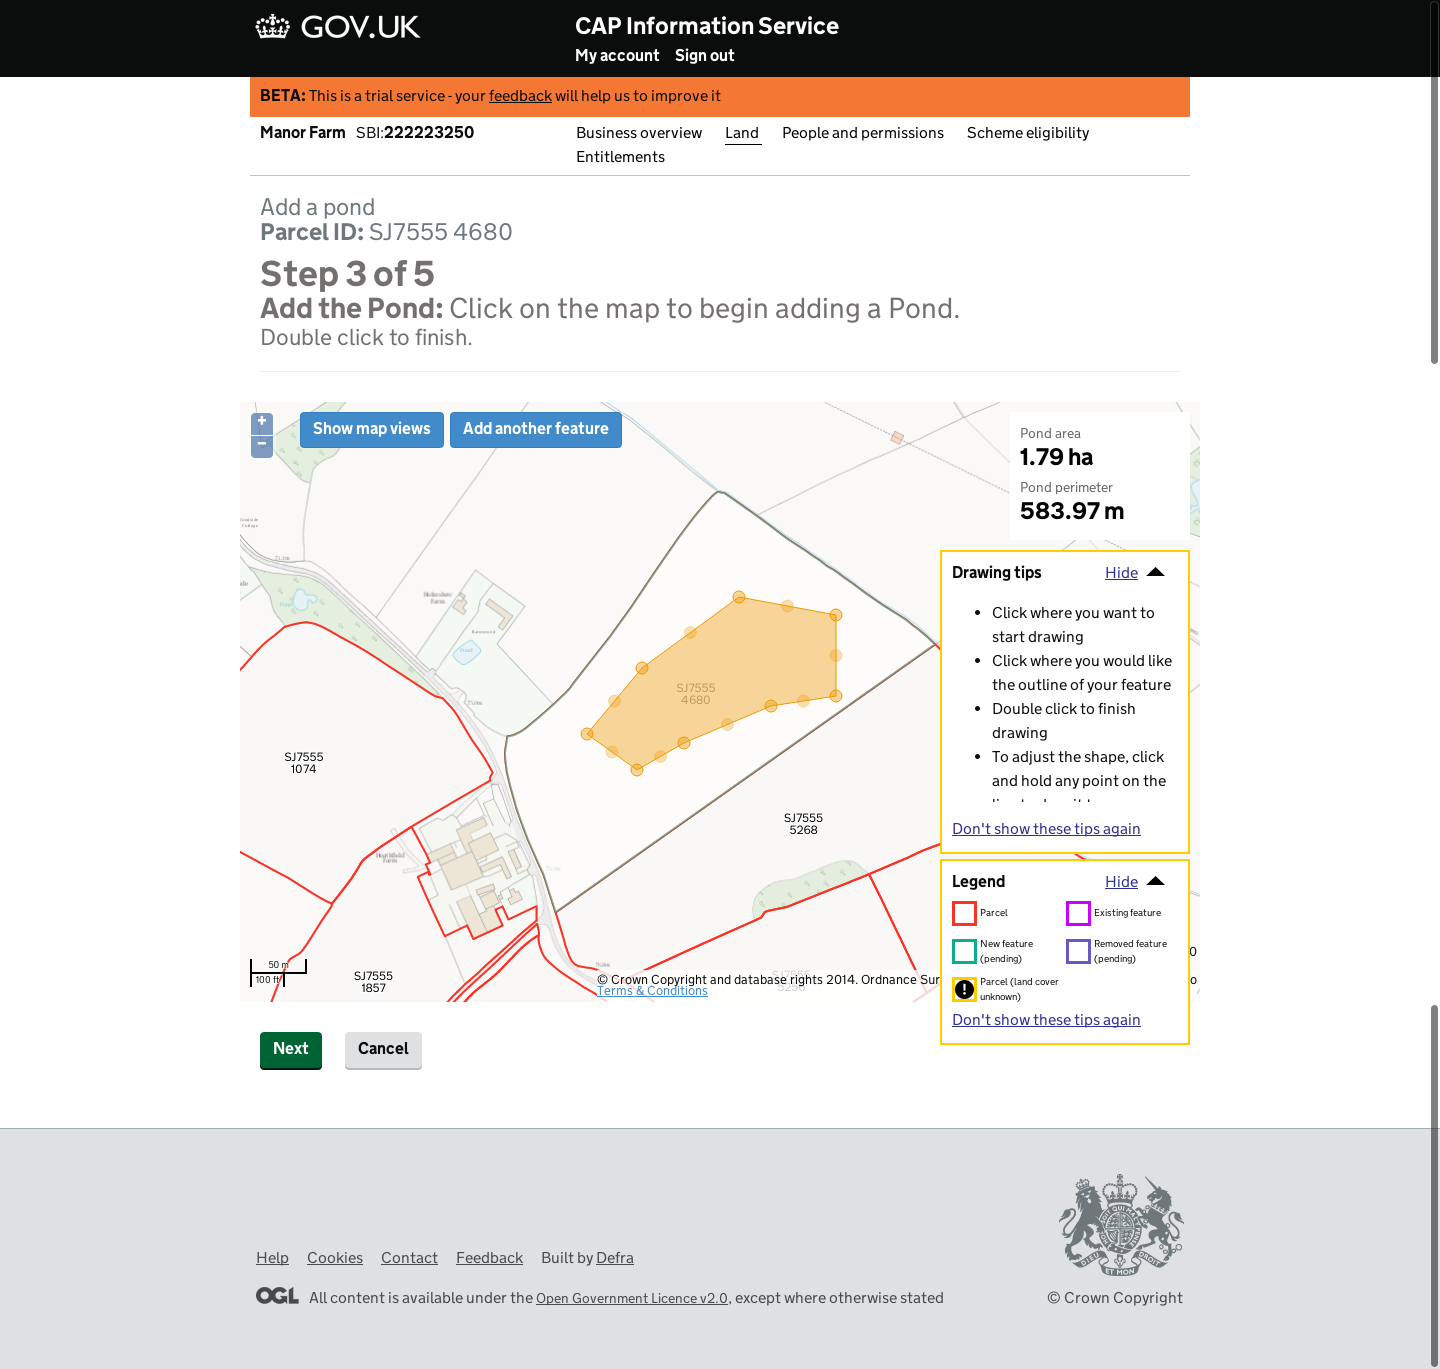 GOV.UK
CAP Information Service
My account Sign out
BETA: This is a trial service - your feedback will help us to improve it
Manor Farm SBI:222223250
Business overview Land People and permissions Scheme eligibility
Entitlements
Add a pond
Parcel ID: SJ7555 4680
Step 3 of 5
Add the Pond: Click on the map to begin adding a Pond.
Double click to finish.
+
−
Show map views Add another feature
Pond area
1.79 ha
Pond perimeter
583.97 m
Drawing tips Hide
Click where you want to
start drawing
Click where you would like
the outline of your feature
Double click to finish
drawing
To adjust the shape, click
and hold any point on the
Don't show these tips again
Pond
SJ7555
4680
SJ7555
1074
SJ7555
5268
SJ7555
1857
SJ7555
5256
50 m
100 ft
© Crown Copyright and database rights 2014. Ordnance Sur
Terms & Conditions
Legend Hide
Parcel
Existing feature
New feature
(pending)
Removed feature
(pending)
Parcel (land cover
unknown)
Don't show these tips again
Next Cancel
Help Cookies Contact Feedback Built by Defra
OGL All content is available under the Open Government Licence v2.0, except where otherwise stated
© Crown Copyright